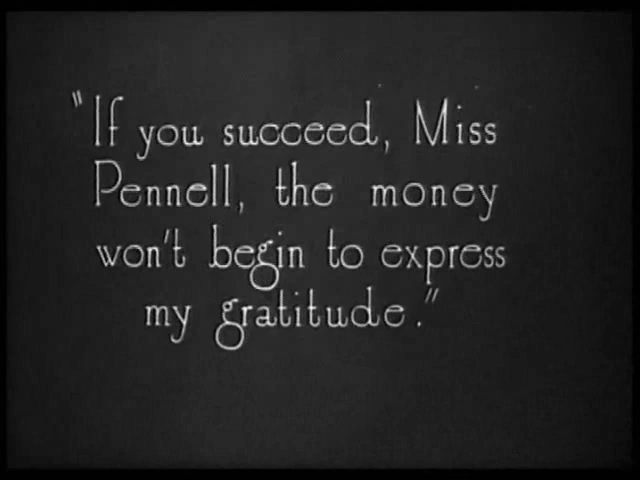 "If you succeed, Miss
Pennell, the money
won't begin to express
my gratitude."